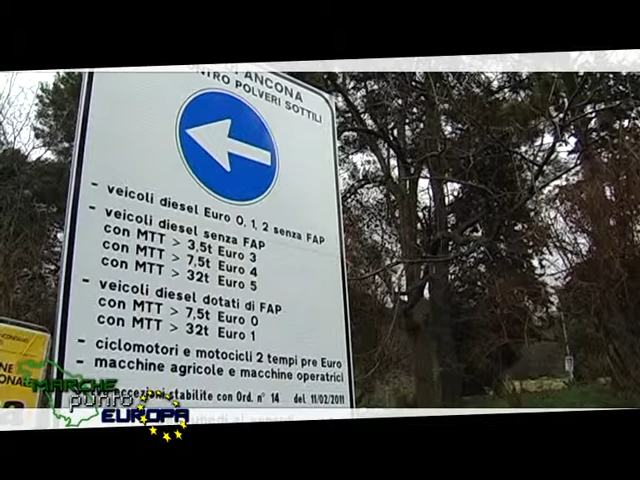 ANCONA
CONTRO POLVERI SOTTILI
- veicoli diesel Euro 0, 1, 2 senza FAP
- veicoli diesel senza FAP
con MTT > 3,5t Euro 3
con MTT > 7,5t Euro 4
con MTT > 32t Euro 5
- veicoli diesel dotati di FAP
con MTT > 7,5t Euro 0
con MTT > 32t Euro 1
- ciclomotori e motocicli 2 tempi pre Euro
- macchine agricole e macchine operatrici
eccezioni stabilite con Ord. n° 14 del 11/02/2011
MARCHE
punto
EUROPA